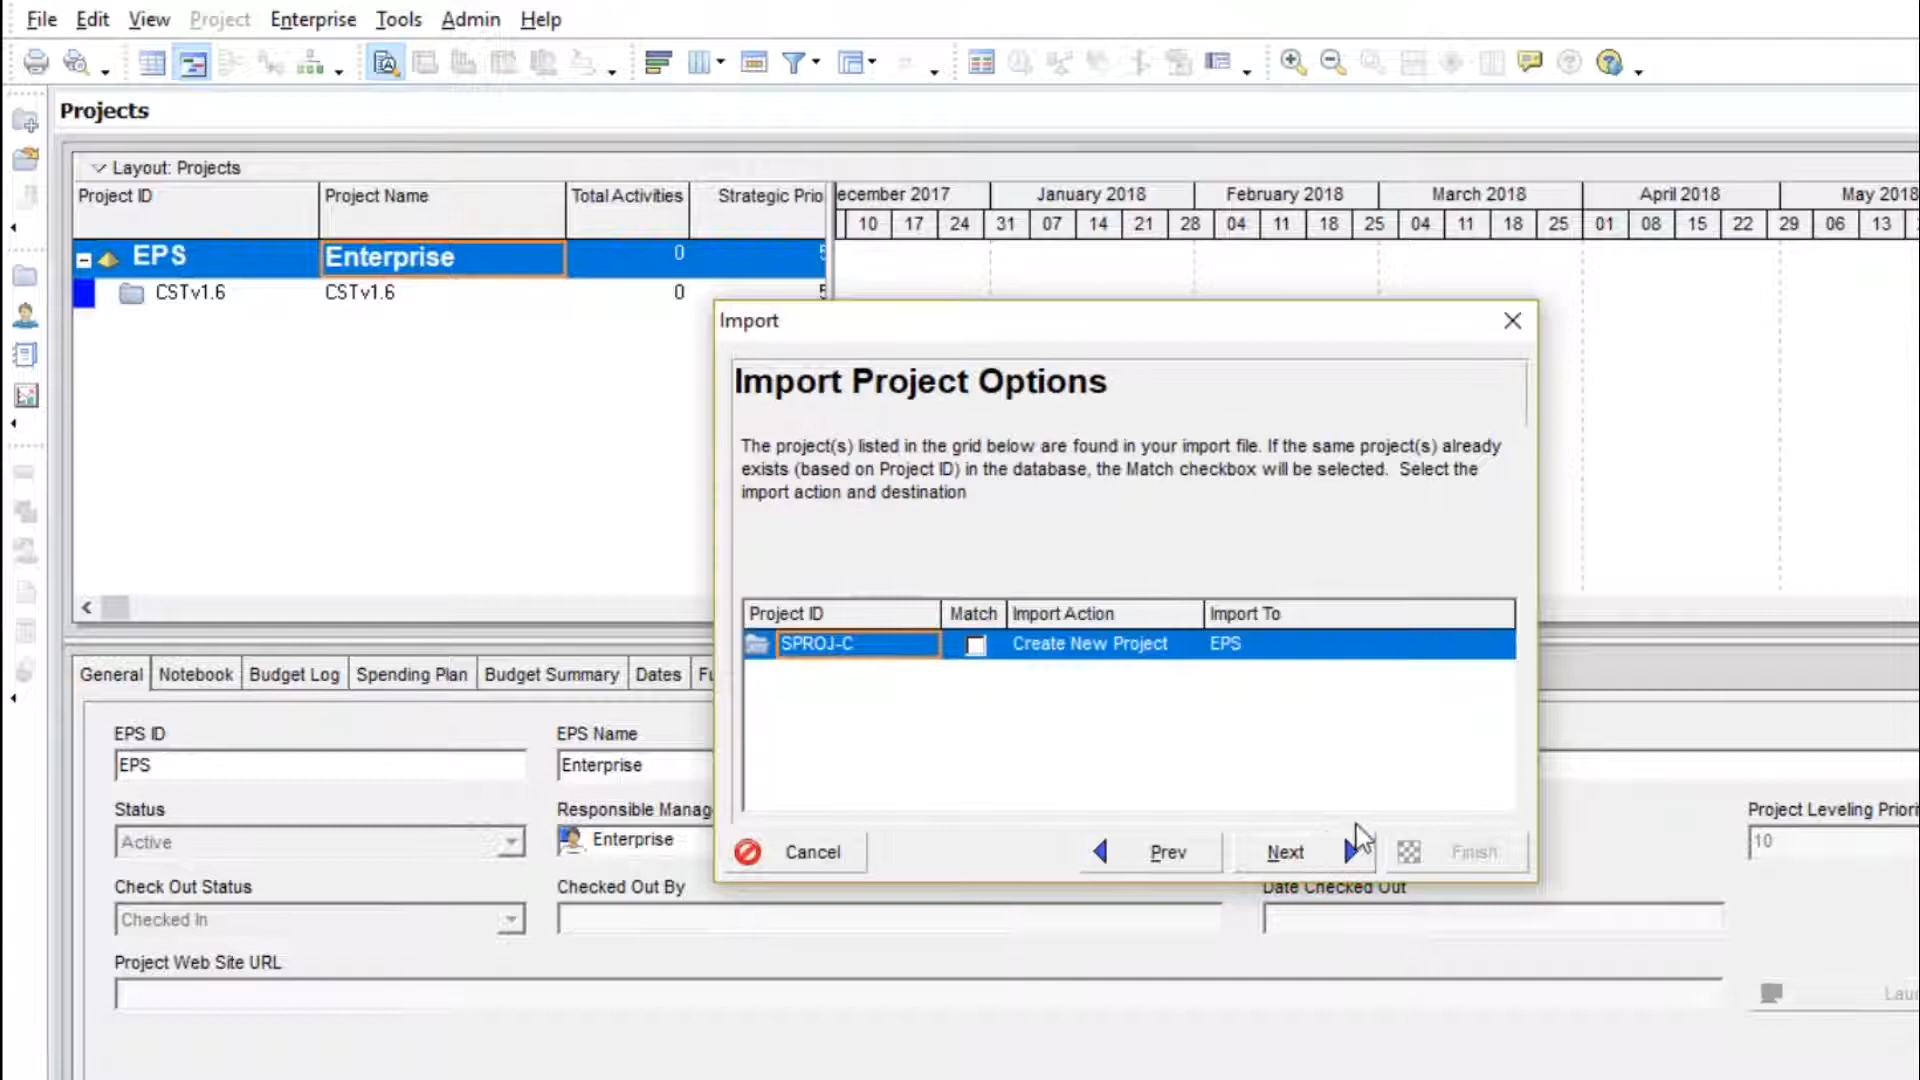 File Edit View Project Enterprise Tools Admin Help
Projects
Layout: Projects
Project ID Project Name Total Activities Strategic Prio
ecember 2017 January 2018 February 2018 March 2018 April 2018 May 2018
10 17 24 31 07 14 21 28 04 11 18 25 04 11 18 25 01 08 15 22 29 06 13
EPS Enterprise 0 5
CSTv1.6 CSTv1.6 0 5
Import
Import Project Options
The project(s) listed in the grid below are found in your import file. If the same project(s) already
exists (based on Project ID) in the database, the Match checkbox will be selected. Select the
import action and destination
Project ID Match Import Action Import To
SPROJ-C Create New Project EPS
Cancel Prev Next Finish
General Notebook Budget Log Spending Plan Budget Summary Dates Fu
EPS ID EPS Name
EPS Enterprise
Status Responsible Manag Project Leveling Priori
Active Enterprise 10
Check Out Status Checked Out By Date Checked Out
Checked In
Project Web Site URL
Lau